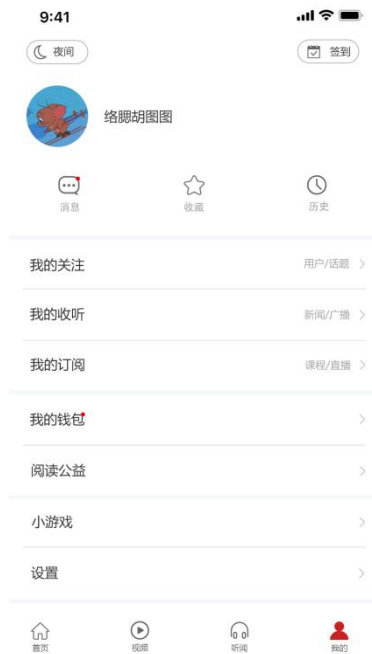 9:41
夜间
签到
络腮胡图图
消息
收藏
历史
我的关注
用户/话题
我的收听
新闻/广播
我的订阅
课程/直播
我的钱包
阅读公益
小游戏
设置
首页
视频
听闻
我的